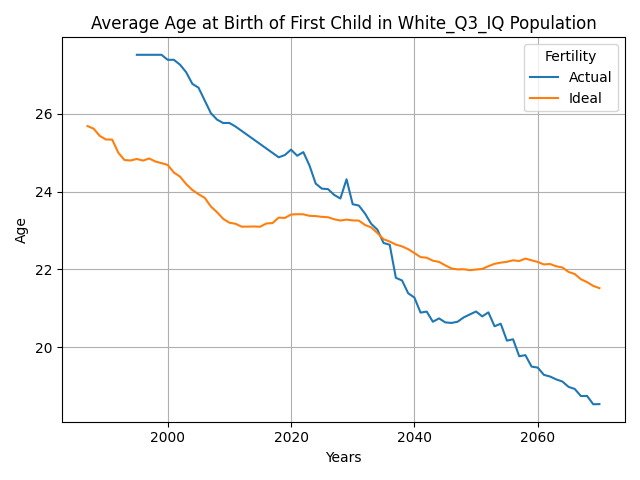 Average Age at Birth of First Child in White_Q3_IQ Population
Fertility
Actual
Ideal
Age
26
24
22
20
2000
2020
2040
2060
Years